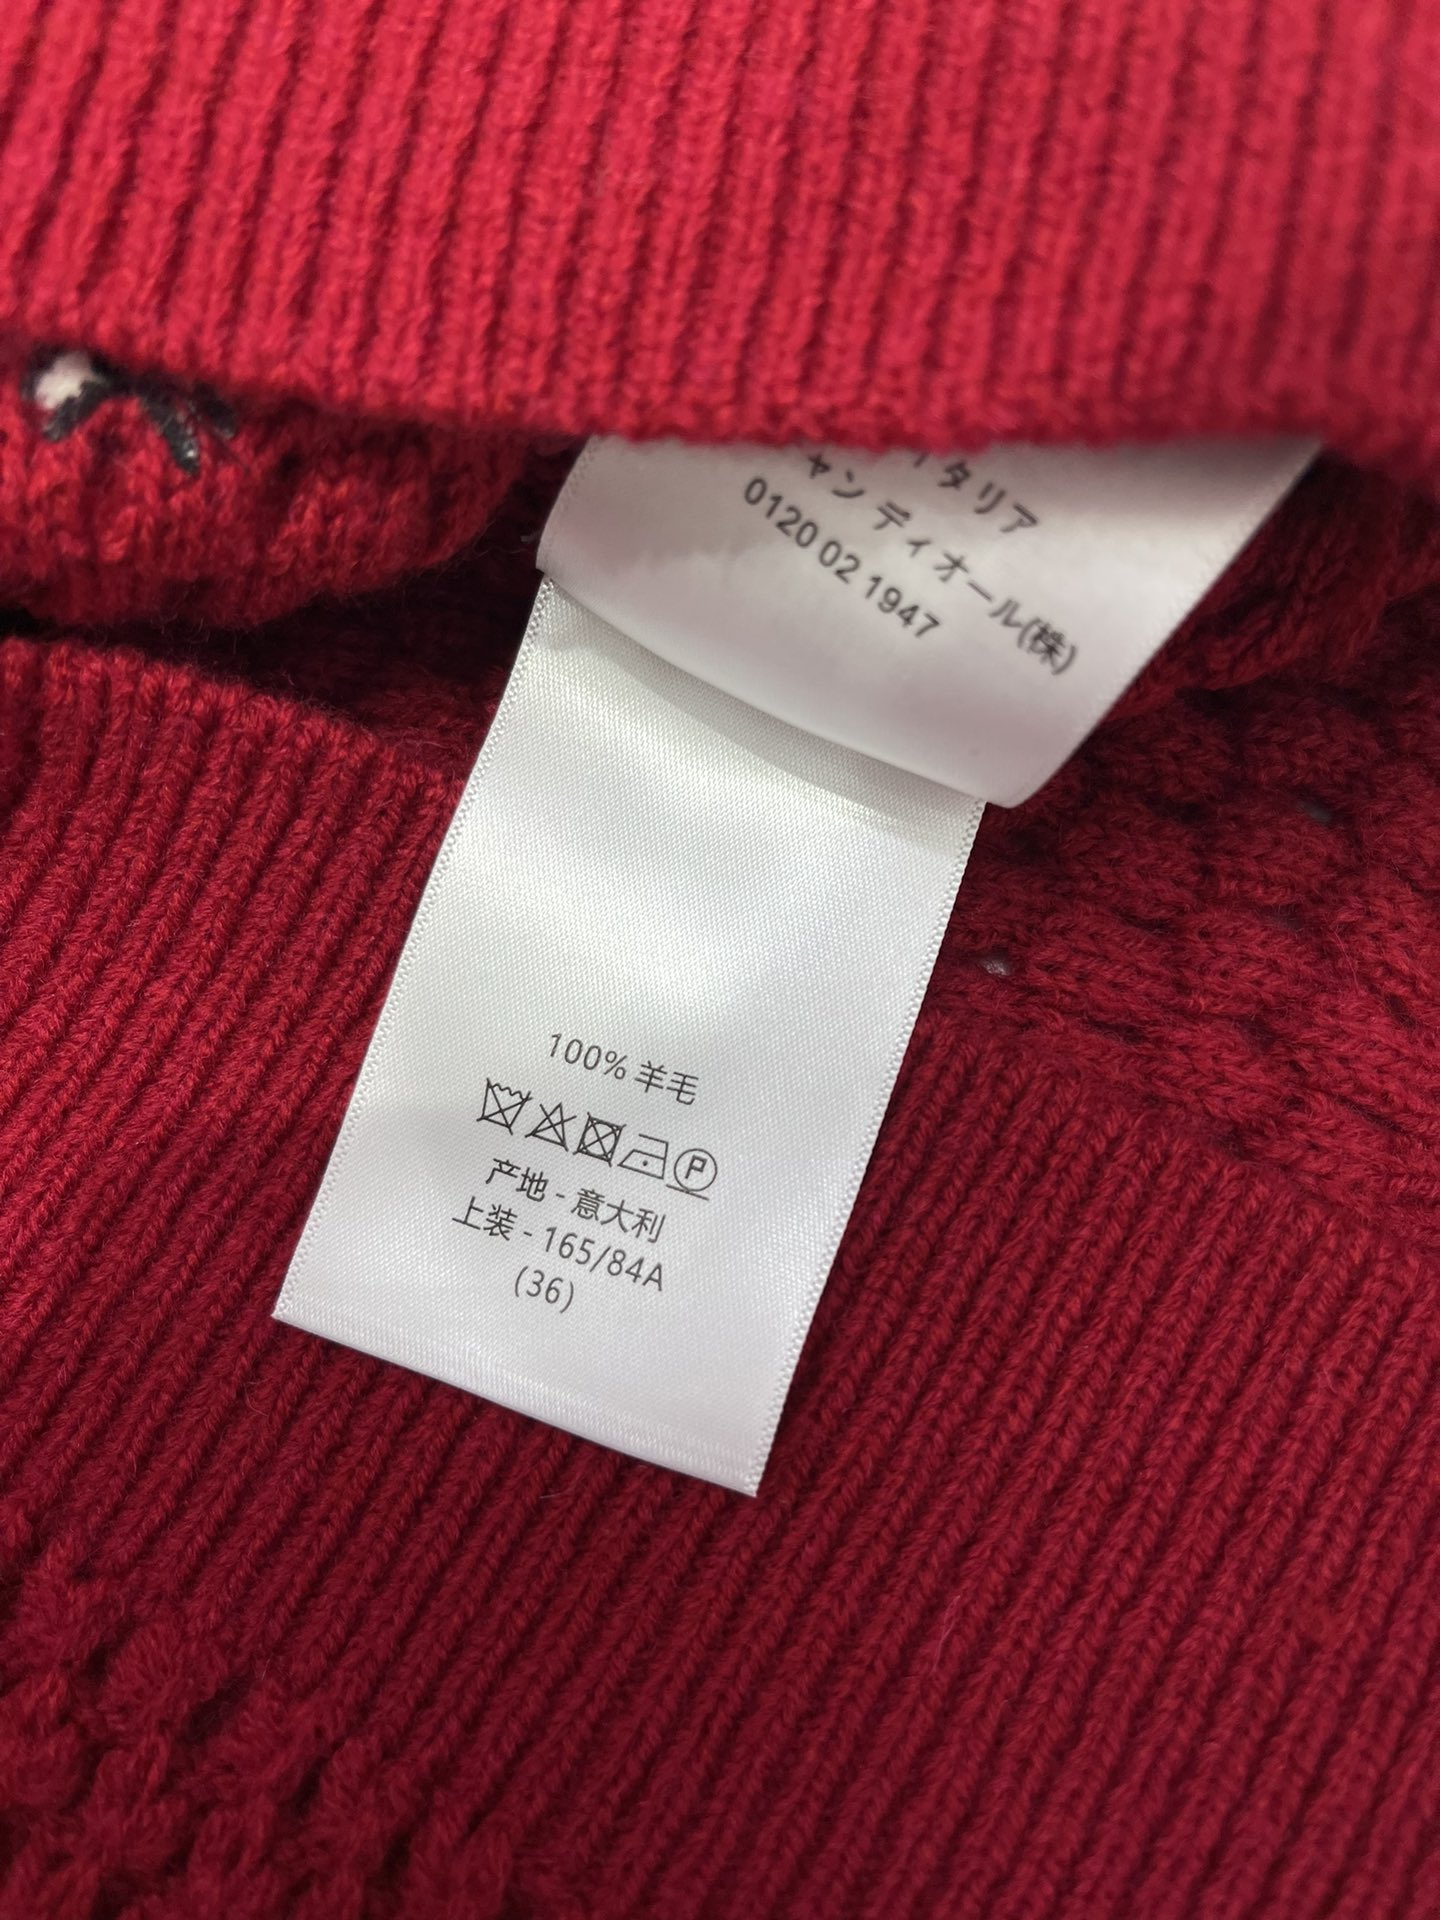 イタリア
ャン ディオール(株)
0120 02 1947
100% 羊毛
P
产地 - 意大利
上装 - 165/84A
(36)